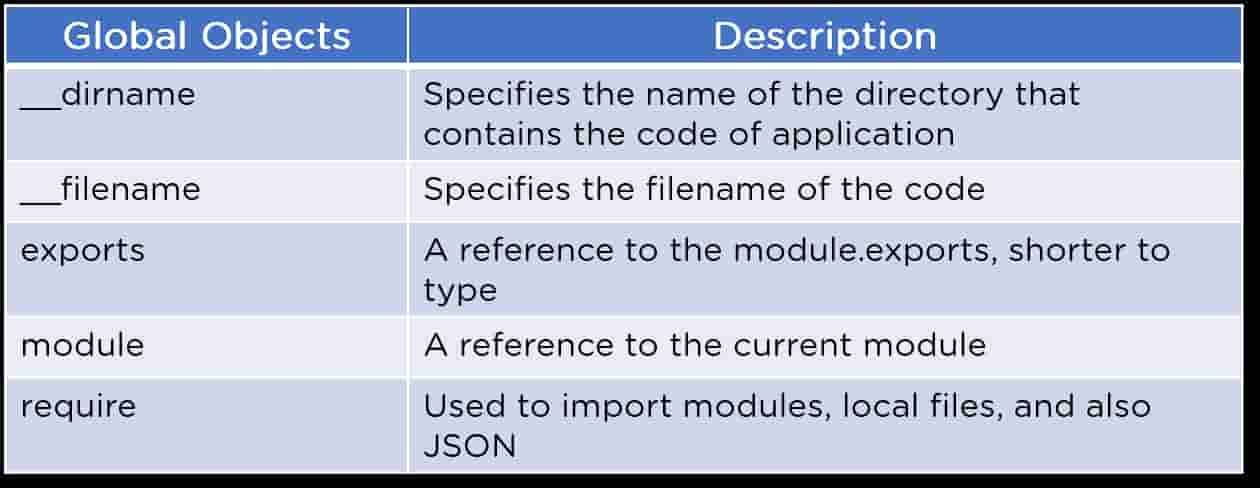 Global Objects Description
__dirname Specifies the name of the directory that
contains the code of application
__filename Specifies the filename of the code
exports A reference to the module.exports, shorter to
type
module A reference to the current module
require Used to import modules, local files, and also
JSON